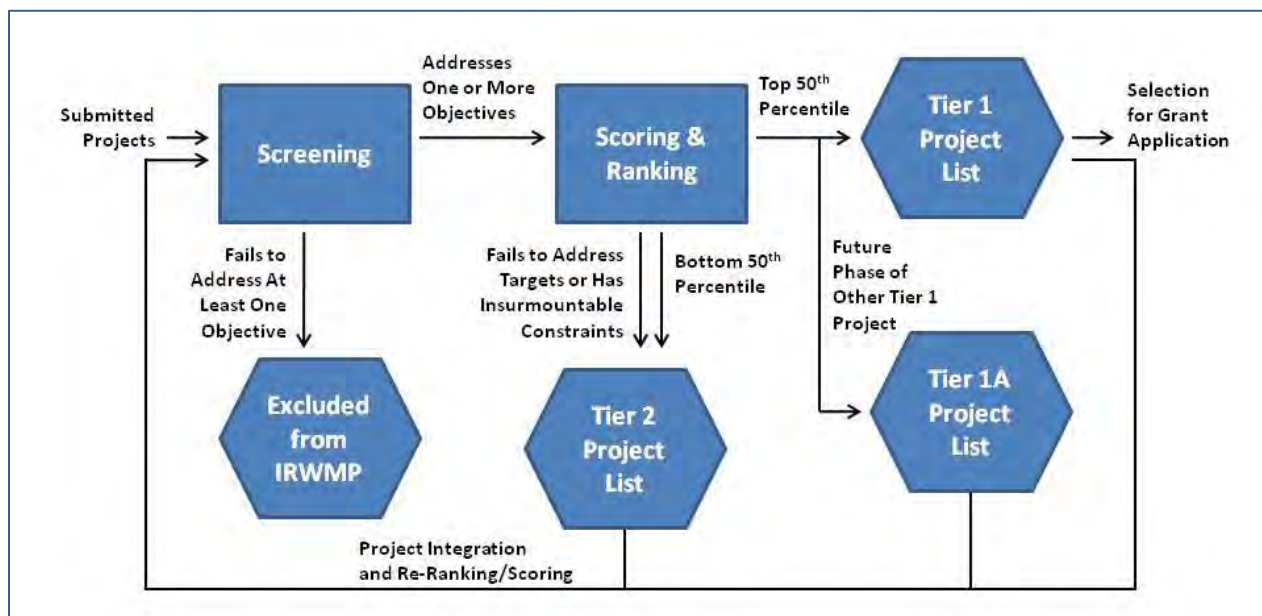 Submitted
Projects
Screening
Addresses
One or More
Objectives
Scoring &
Ranking
Top 50th
Percentile
Tier 1
Project
List
Selection
for Grant
Application
Fails to
Address At
Least One
Objective
Fails to Address
Targets or Has
Insurmountable
Constraints
Bottom 50th
Percentile
Future
Phase of
Other Tier 1
Project
Excluded
from
IRWMP
Tier 2
Project
List
Tier 1A
Project
List
Project Integration
and Re-Ranking/Scoring